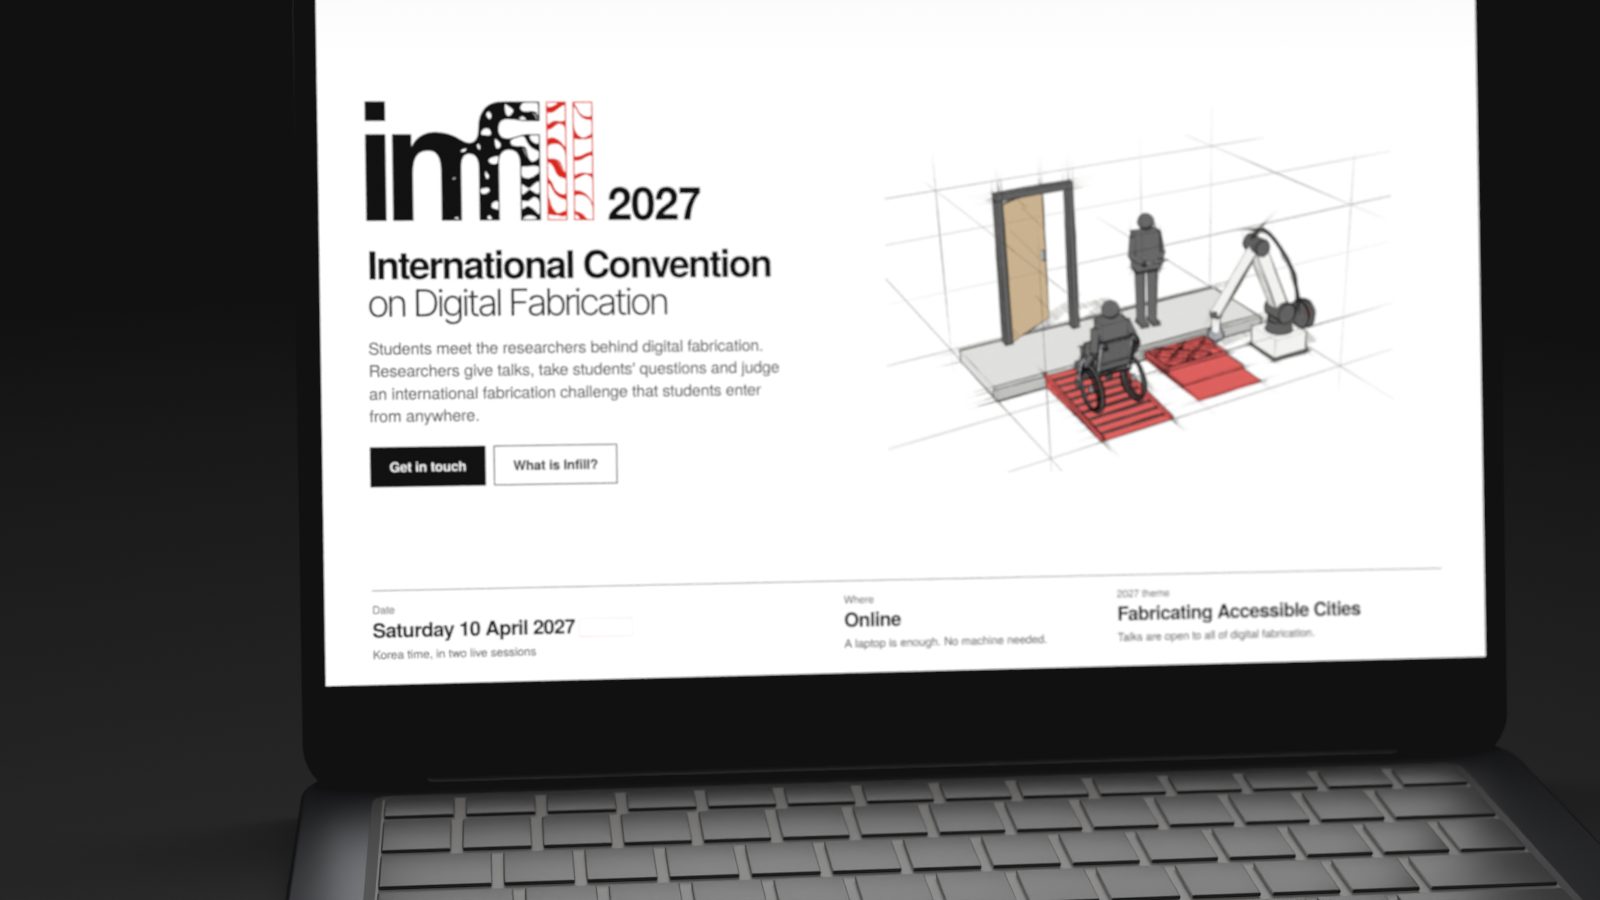 infill 2027
International Convention
on Digital Fabrication
Students meet the researchers behind digital fabrication.
Researchers give talks, take students' questions and judge
an international fabrication challenge that students enter
from anywhere.
Get in touch
What is Infill?
Date
Saturday 10 April 2027
Korea time, in two live sessions
Where
Online
A laptop is enough. No machine needed.
2027 theme
Fabricating Accessible Cities
Talks are open to all of digital fabrication.